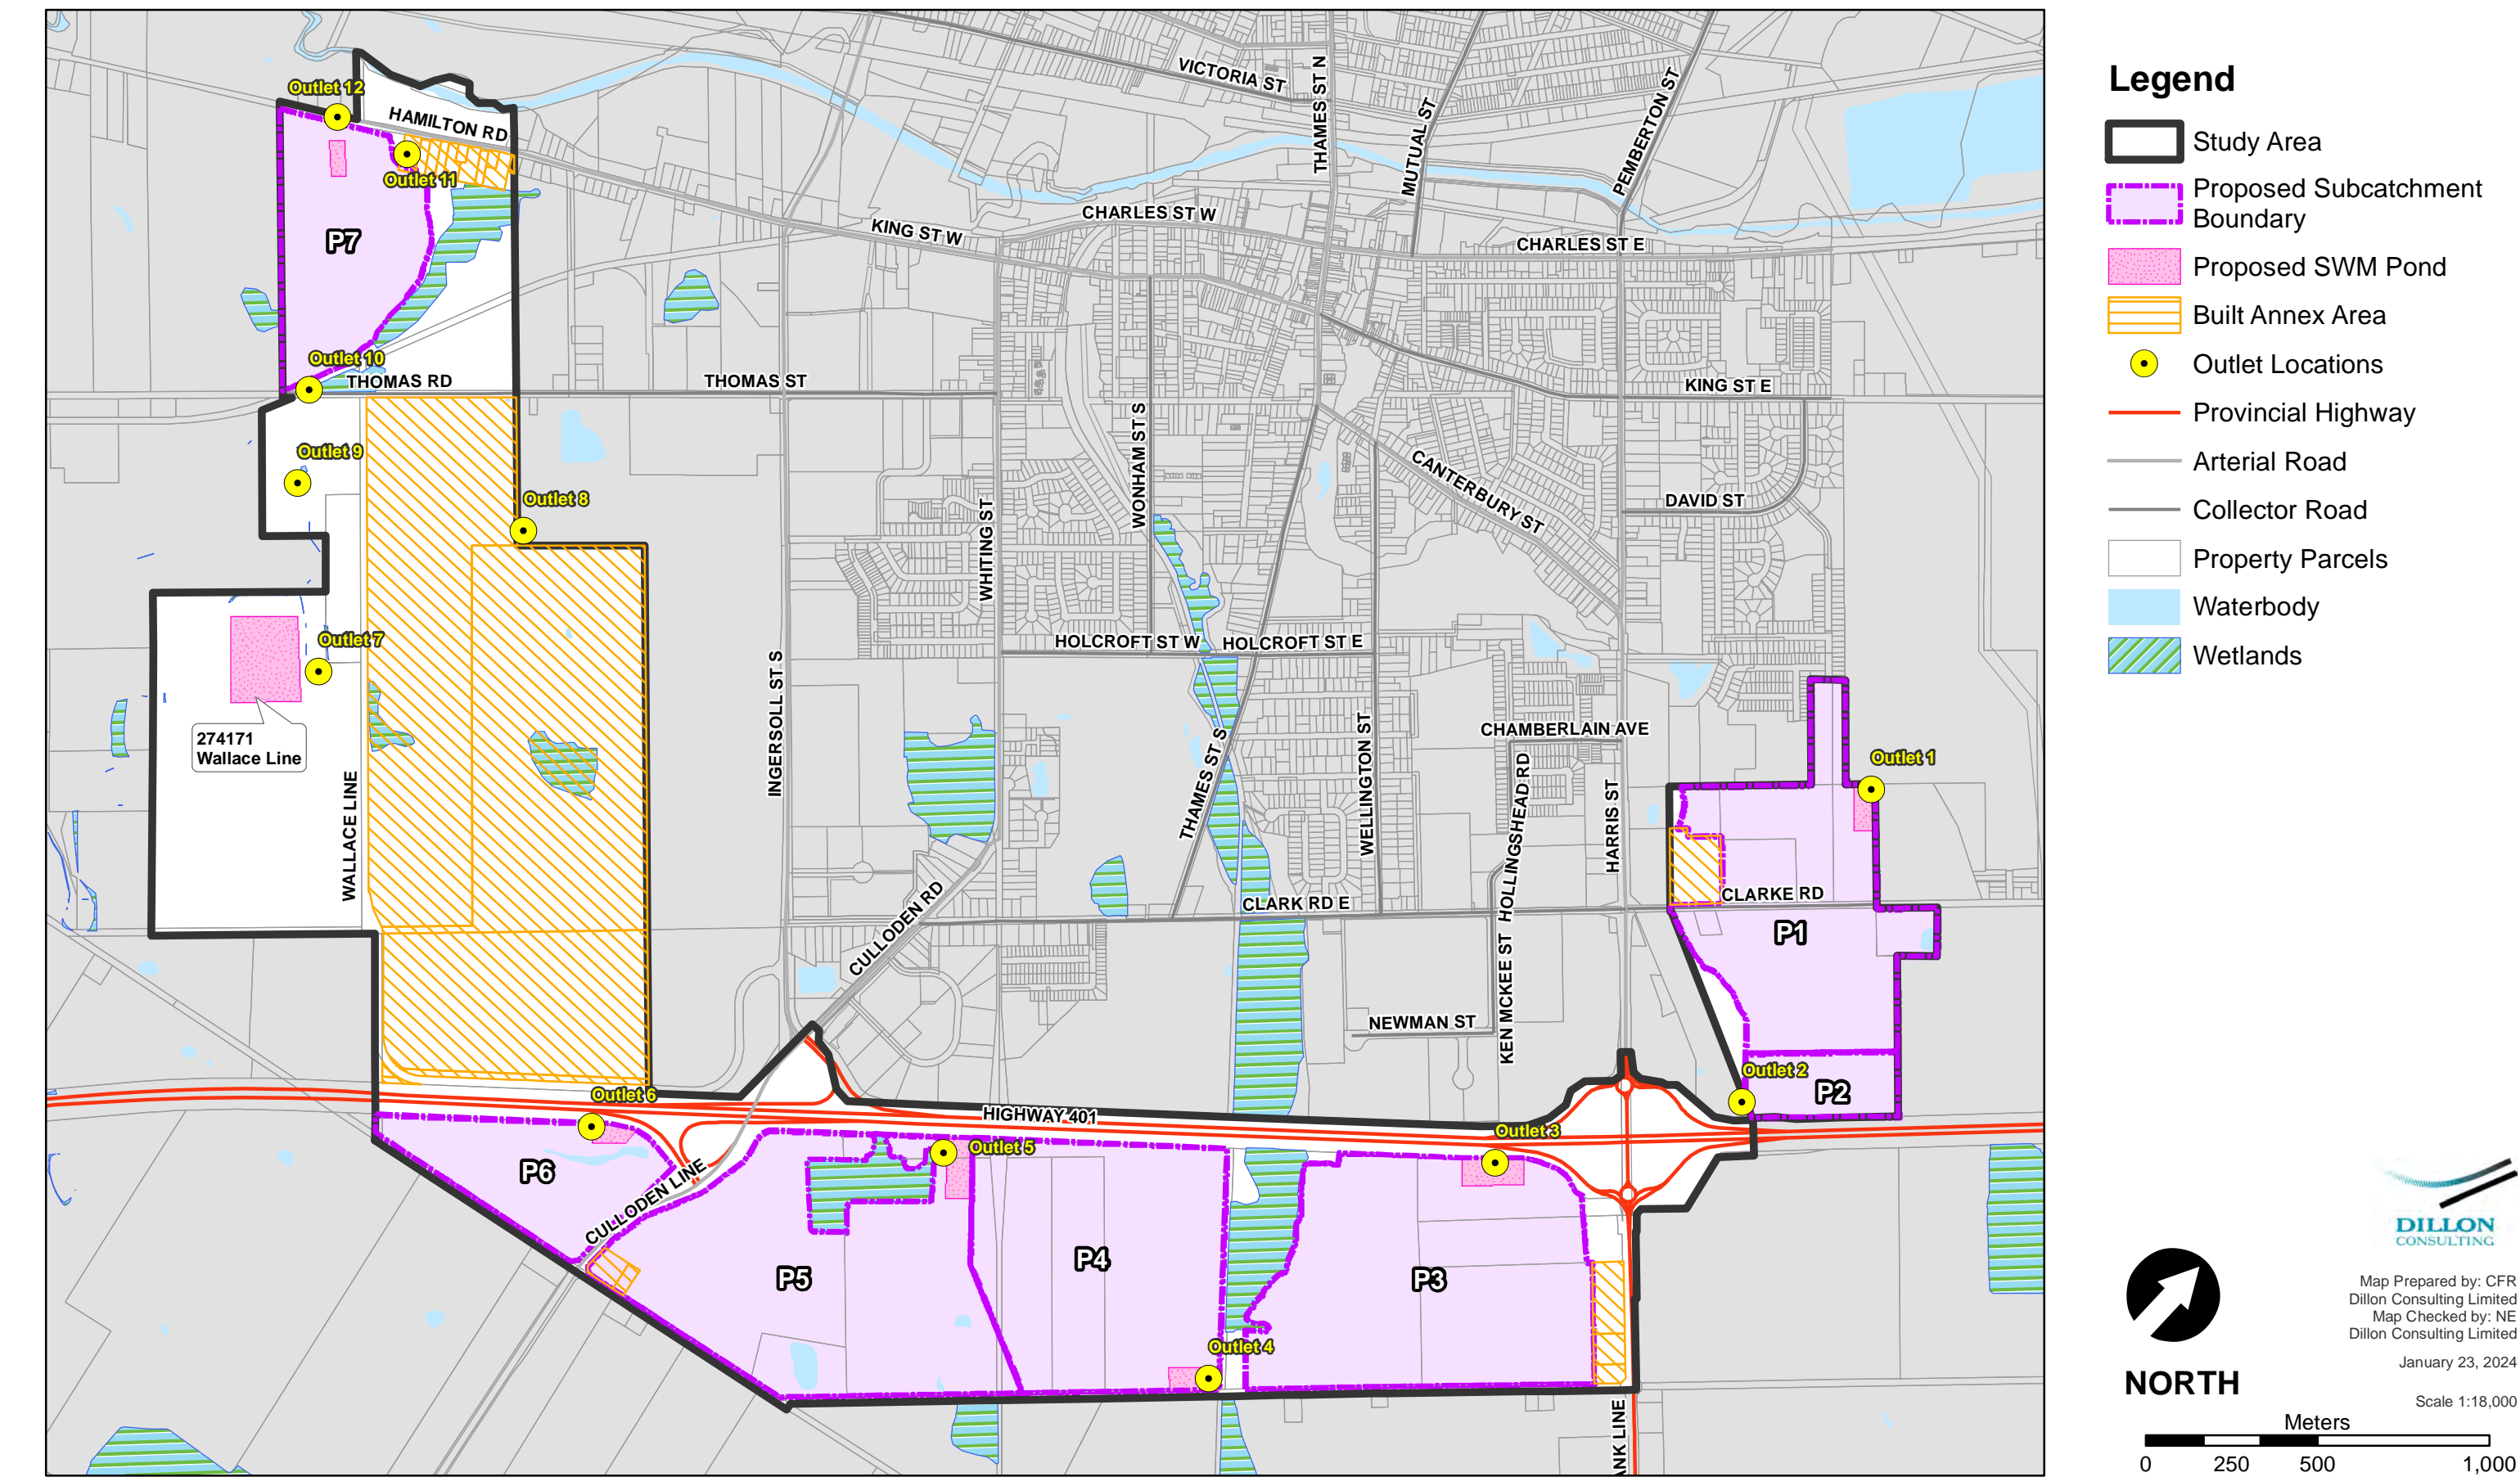 VICTORIA ST
THAMES ST N
MUTUAL ST
PEMBERTON ST
Outlet 12
HAMILTON RD
Outlet 11
P7
KING ST W
CHARLES ST W
CHARLES ST E
Outlet 10
THOMAS RD
THOMAS ST
KING ST E
Outlet 9
Outlet 8
WHITING ST
WONHAM ST S
CANTERBURY ST
DAVID ST
Outlet 7
274171
Wallace Line
WALLACE LINE
INGERSOLL ST S
HOLCROFT ST W
HOLCROFT ST E
THAMES ST S
WELLINGTON ST
CHAMBERLAIN AVE
HOLLINGSHEAD RD
HARRIS ST
Outlet 1
CULLODEN RD
CLARK RD E
CLARKE RD
P1
KEN MCKEE ST
NEWMAN ST
Outlet 2
P2
Outlet 6
HIGHWAY 401
Outlet 3
Outlet 5
P6
CULLODEN LINE
P5
P4
P3
Outlet 4
ANK LINE
Legend
Study Area
Proposed Subcatchment
Boundary
Proposed SWM Pond
Built Annex Area
Outlet Locations
Provincial Highway
Arterial Road
Collector Road
Property Parcels
Waterbody
Wetlands
DILLON
CONSULTING
Map Prepared by: CFR
Dillon Consulting Limited
Map Checked by: NE
Dillon Consulting Limited
January 23, 2024
NORTH
Scale 1:18,000
Meters
0 250 500 1,000